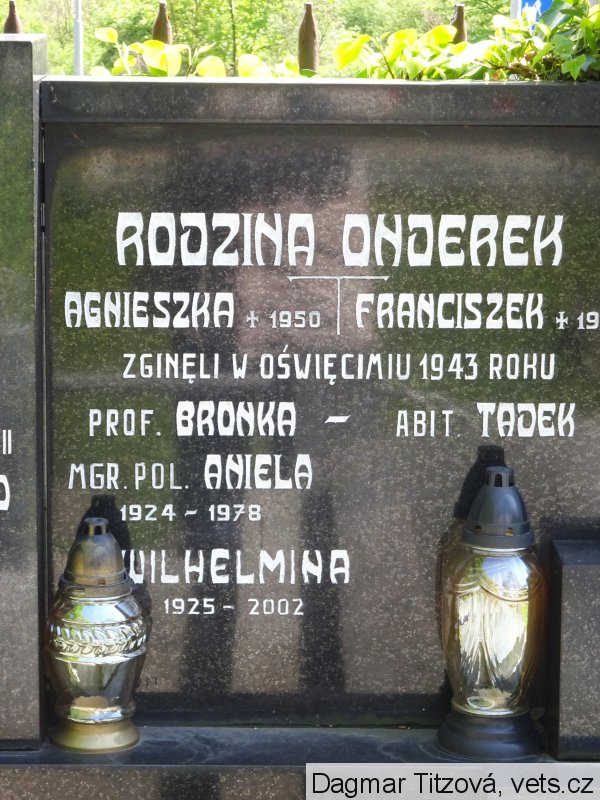 RODZINA ONDEREK
AGNIESZKA + 1950 FRANCISZEK + 19
ZGINĘLI W OŚWIĘCIMIU 1943 ROKU
PROF. BRONKA – ABIT. TADEK
MGR. POL. ANIELA
1924 - 1978
WILHELMINA
1925 - 2002
Dagmar Titzová, vets.cz